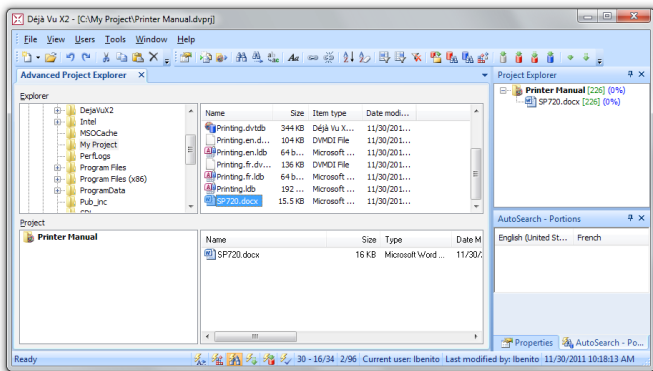 Déjà Vu X2 - [C:\My Project\Printer Manual.dvprj]
File View Users Tools Window Help
Advanced Project Explorer
Explorer
DejaVuX2
Intel
MSOCache
My Project
PerfLogs
Program Files
Program Files (x86)
ProgramData
Pub_inc
Name Size Item type Date modi...
Printing.dvtdb 344 KB Déjà Vu X... 11/30/201...
Printing.en.d... 104 KB DVMDI File 11/30/201...
Printing.en.ldb 64 b... Microsoft ... 11/30/201...
Printing.fr.dv... 136 KB DVMDI File 11/30/201...
Printing.fr.ldb 64 b... Microsoft ... 11/30/201...
Printing.ldb 192 ... Microsoft ... 11/30/201...
SP720.docx 15.5 KB Microsoft ... 11/30/201...
Project
Printer Manual
Name Size Type Date M
SP720.docx 16 KB Microsoft Word ... 11/30/
Project Explorer
Printer Manual [226] (0%)
SP720.docx [226] (0%)
AutoSearch - Portions
English (United St... French
Properties AutoSearch - Po...
Ready 30 - 16/34 2/96 Current user: lbenito Last modified by: lbenito 11/30/2011 10:18:13 AM